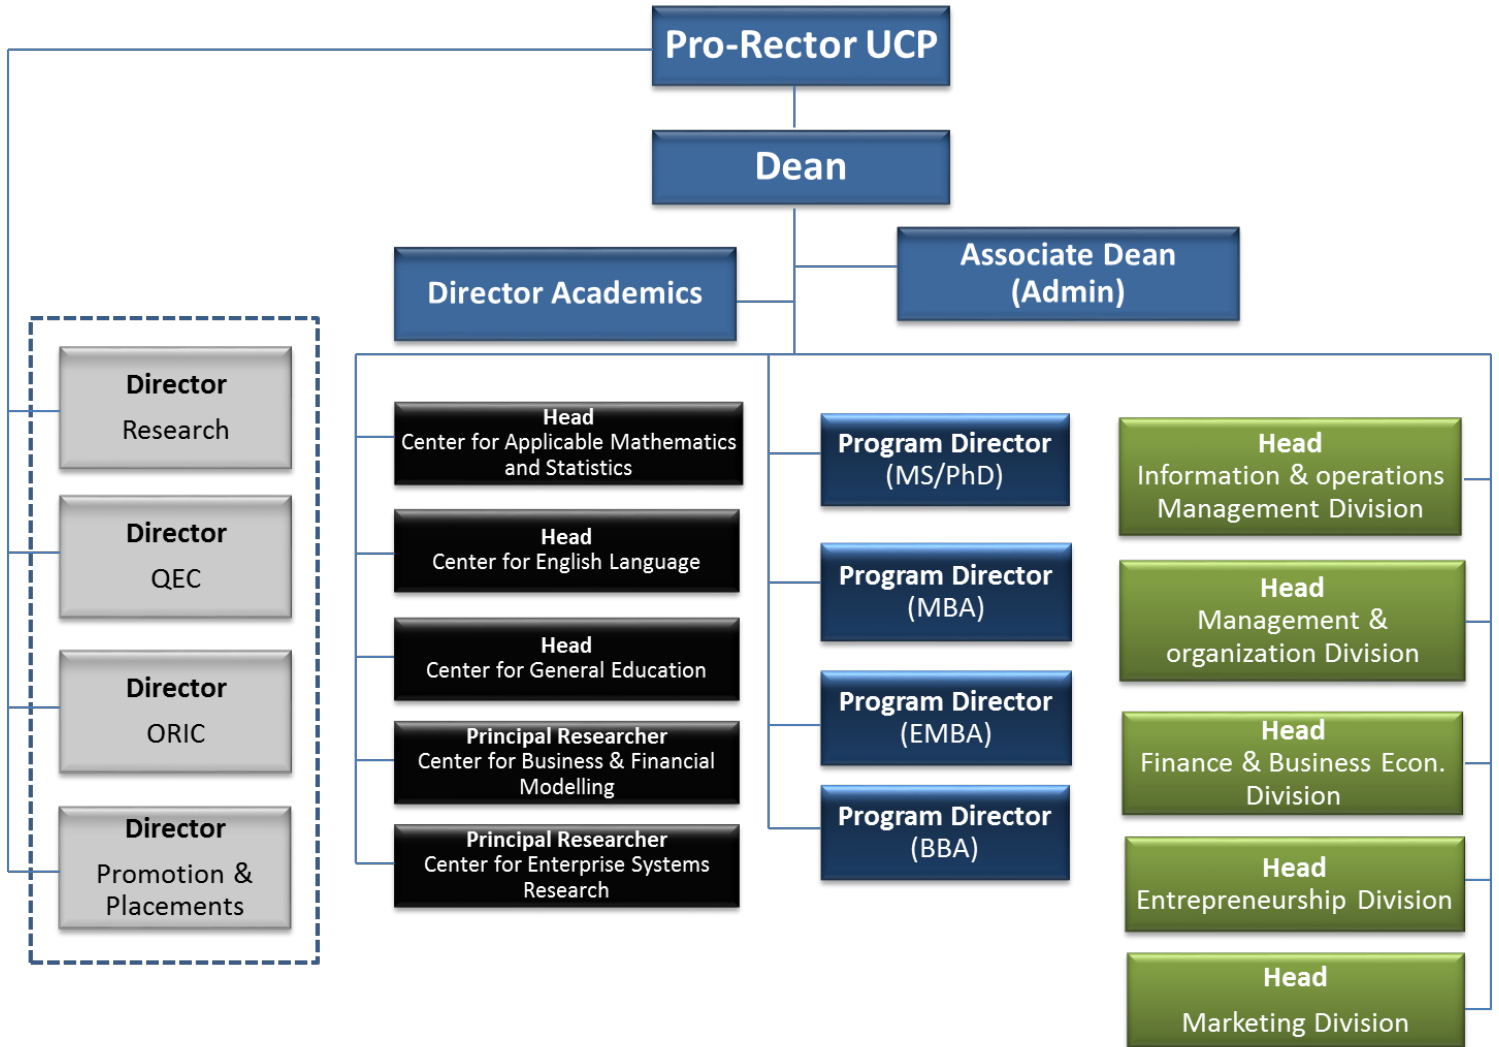 Pro-Rector UCP
Dean
Associate Dean
(Admin)
Director Academics
Director
Research
Director
QEC
Director
ORIC
Director
Promotion &
Placements
Head
Center for Applicable Mathematics
and Statistics
Head
Center for English Language
Head
Center for General Education
Principal Researcher
Center for Business & Financial
Modelling
Principal Researcher
Center for Enterprise Systems
Research
Program Director
(MS/PhD)
Program Director
(MBA)
Program Director
(EMBA)
Program Director
(BBA)
Head
Information & operations
Management Division
Head
Management &
organization Division
Head
Finance & Business Econ.
Division
Head
Entrepreneurship Division
Head
Marketing Division